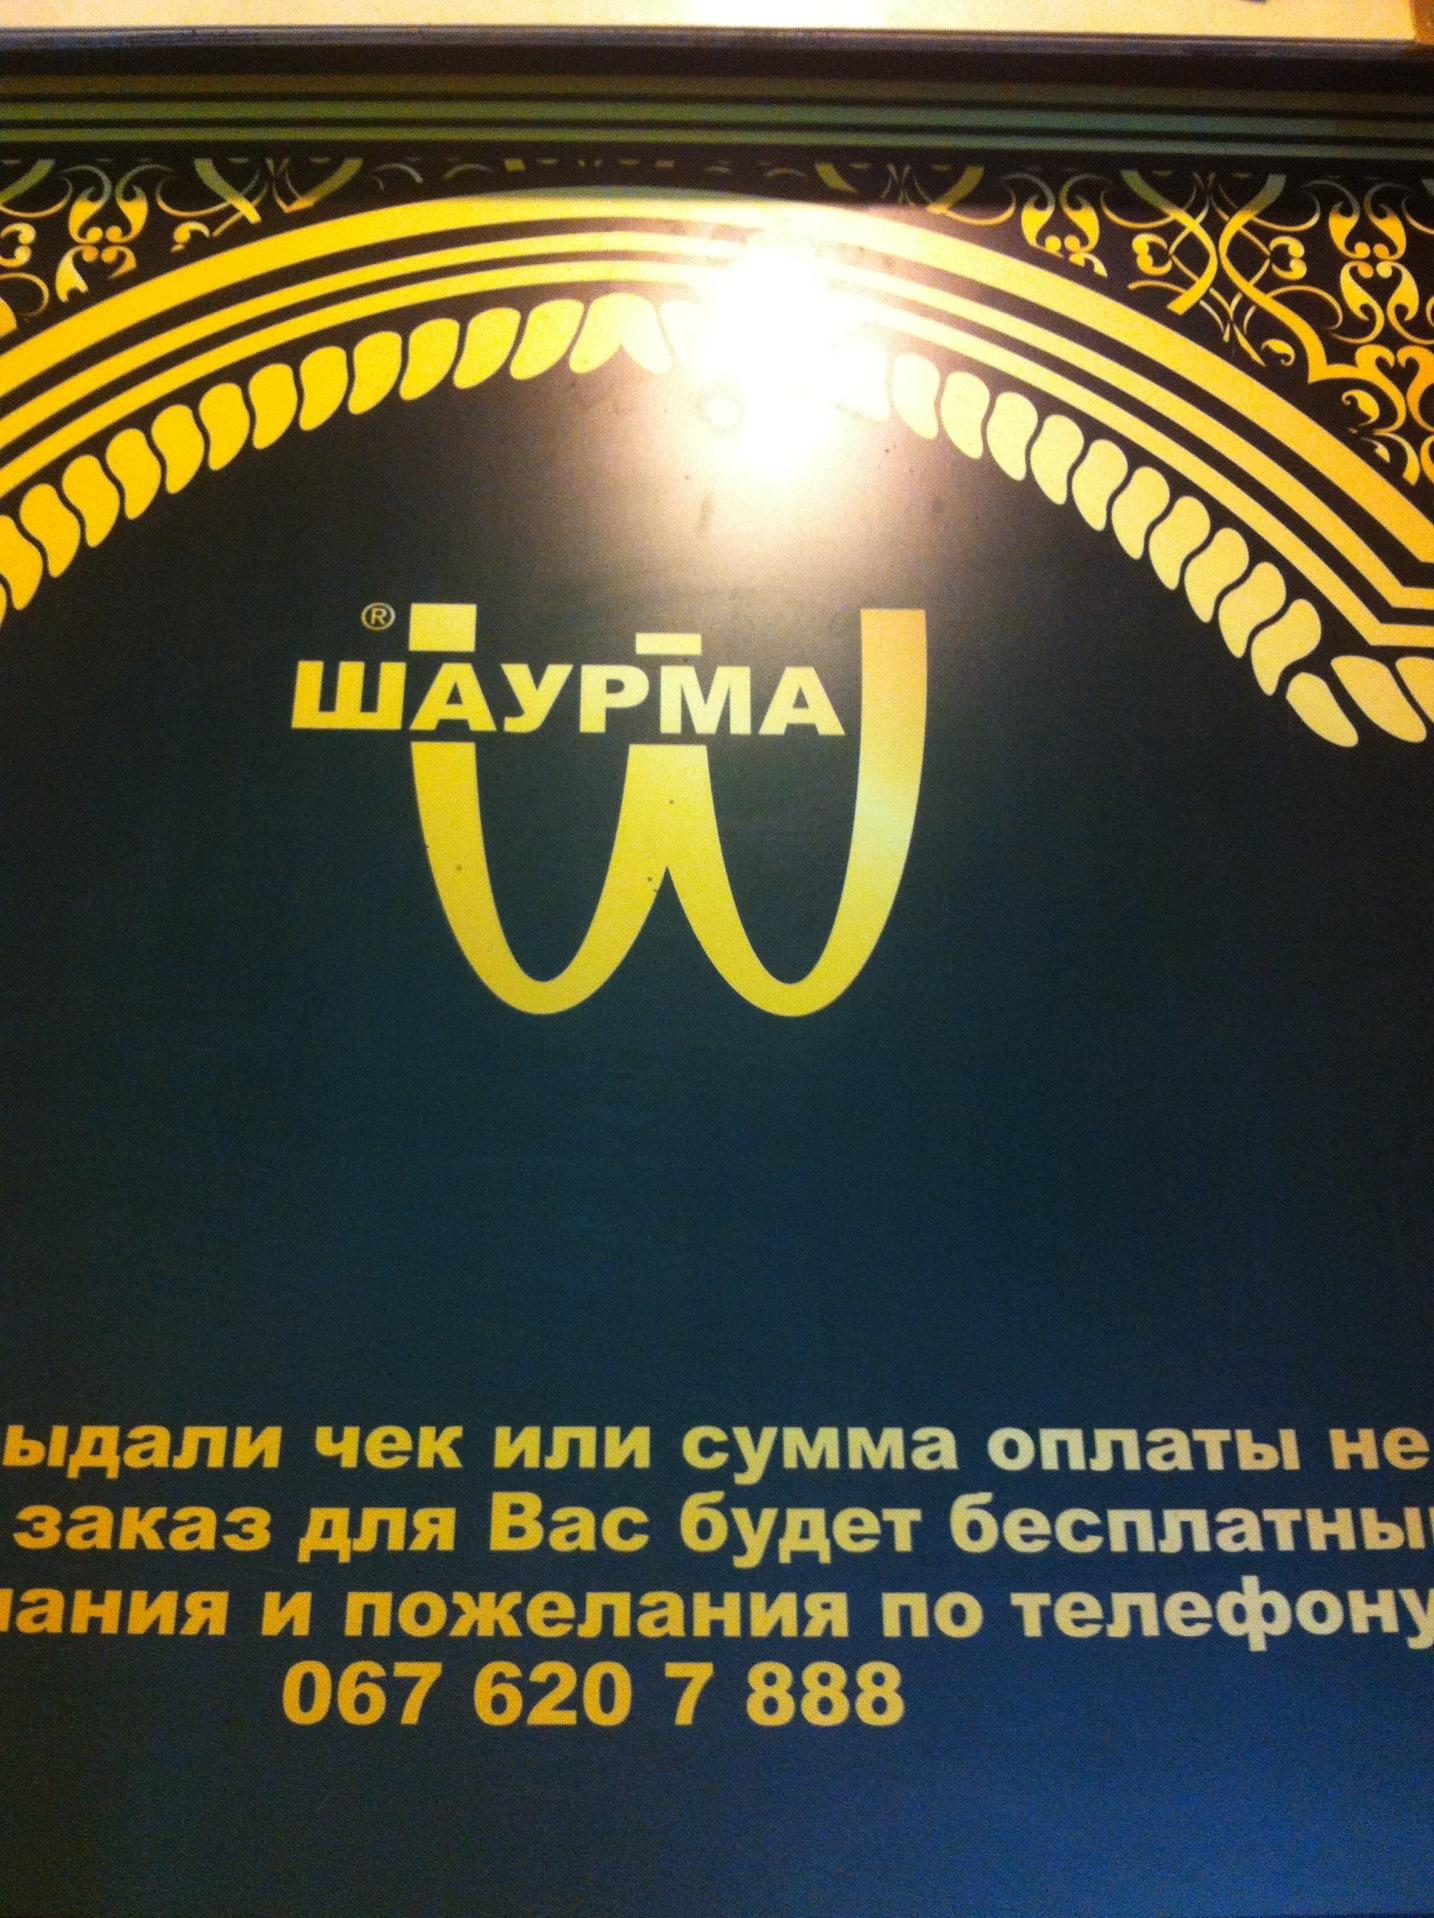 ®
ШАУРМА
ыдали чек или сумма оплаты не
заказ для Вас будет бесплатны
ания и пожелания по телефону
067 620 7 888